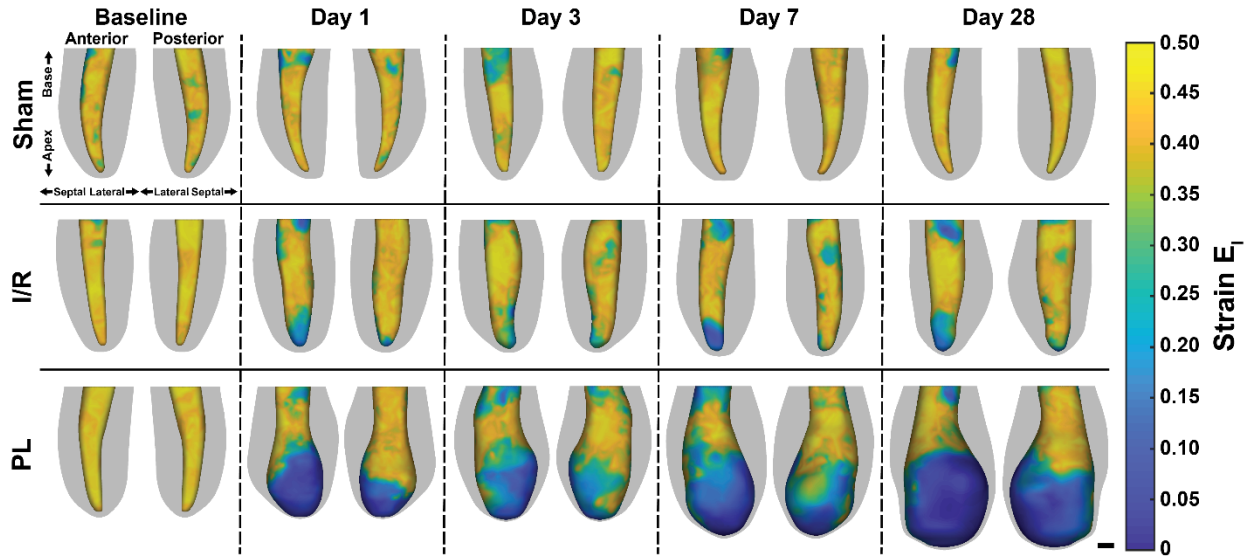 Baseline
Day 1
Day 3
Day 7
Day 28
Anterior
Posterior
Sham
Base
Apex
Septal Lateral
Lateral Septal
I/R
PL
0.50
0.45
0.40
0.35
0.30
0.25
0.20
0.15
0.10
0.05
0
Strain EI